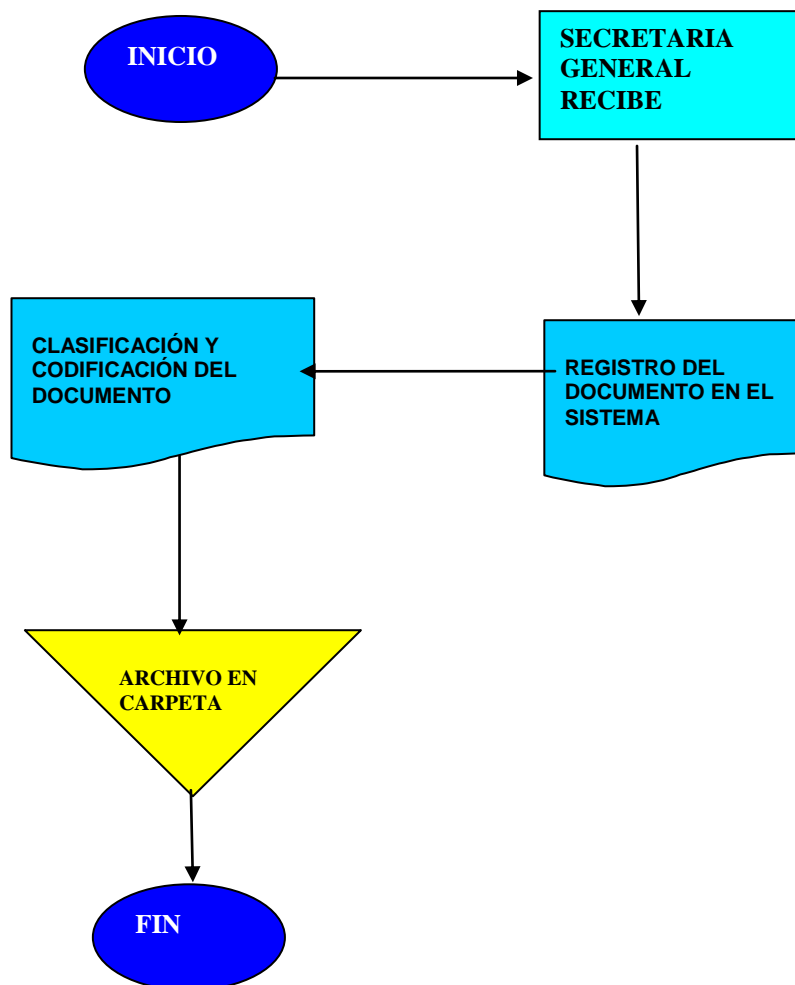 INICIO
SECRETARIA
GENERAL
RECIBE
REGISTRO DEL
DOCUMENTO EN EL
SISTEMA
CLASIFICACIÓN Y
CODIFICACIÓN DEL
DOCUMENTO
ARCHIVO EN
CARPETA
FIN